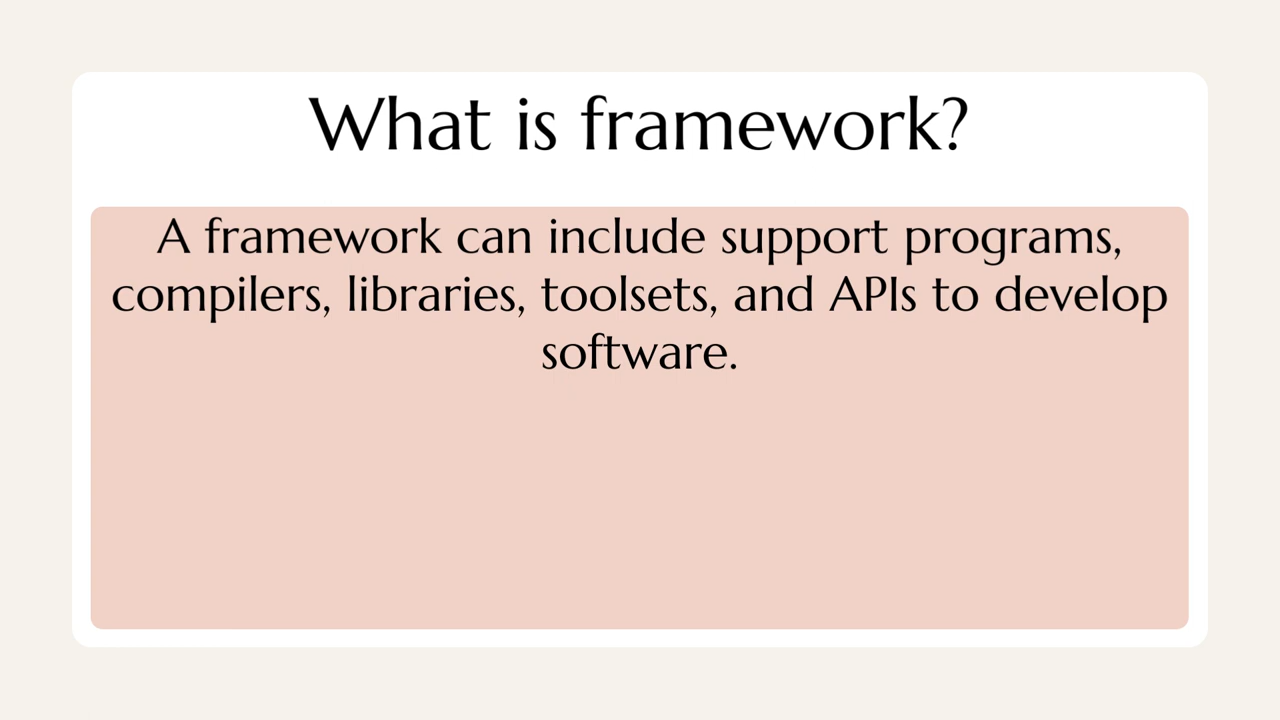 What is framework?
A framework can include support programs,
compilers, libraries, toolsets, and APIs to develop
software.